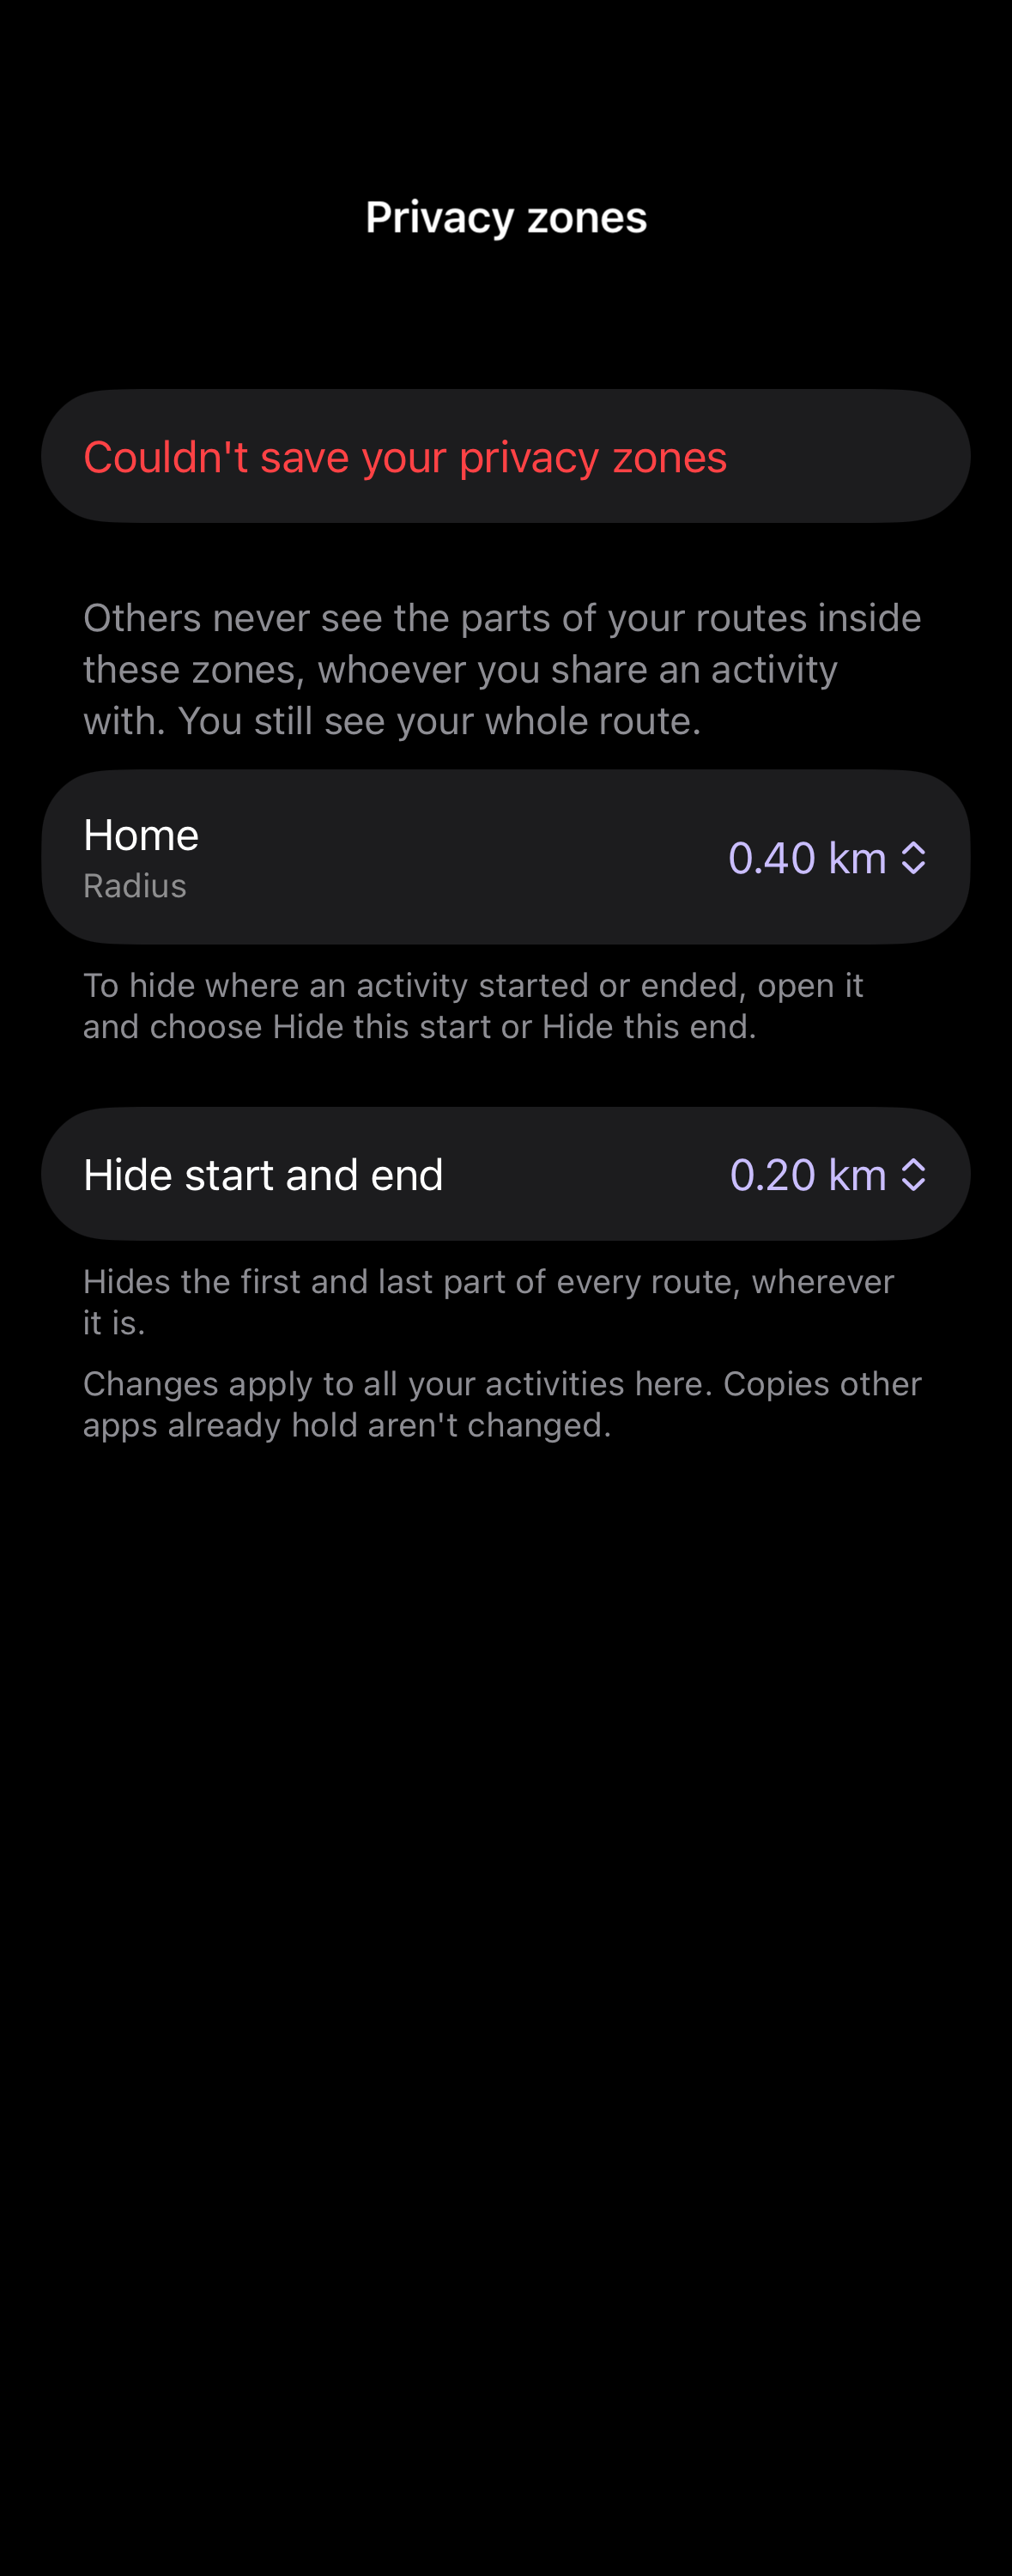 Privacy zones
Couldn't save your privacy zones
Others never see the parts of your routes inside
these zones, whoever you share an activity
with. You still see your whole route.
Home
Radius
0.40 km
To hide where an activity started or ended, open it
and choose Hide this start or Hide this end.
Hide start and end
0.20 km
Hides the first and last part of every route, wherever
it is.
Changes apply to all your activities here. Copies other
apps already hold aren't changed.